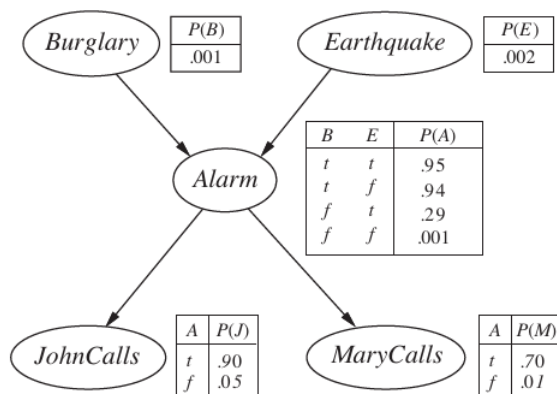 Burglary
P(B)
.001
Earthquake
P(E)
.002
Alarm
B E P(A)
t t .95
t f .94
f t .29
f f .001
JohnCalls
A P(J)
t .90
f .05
MaryCalls
A P(M)
t .70
f .01